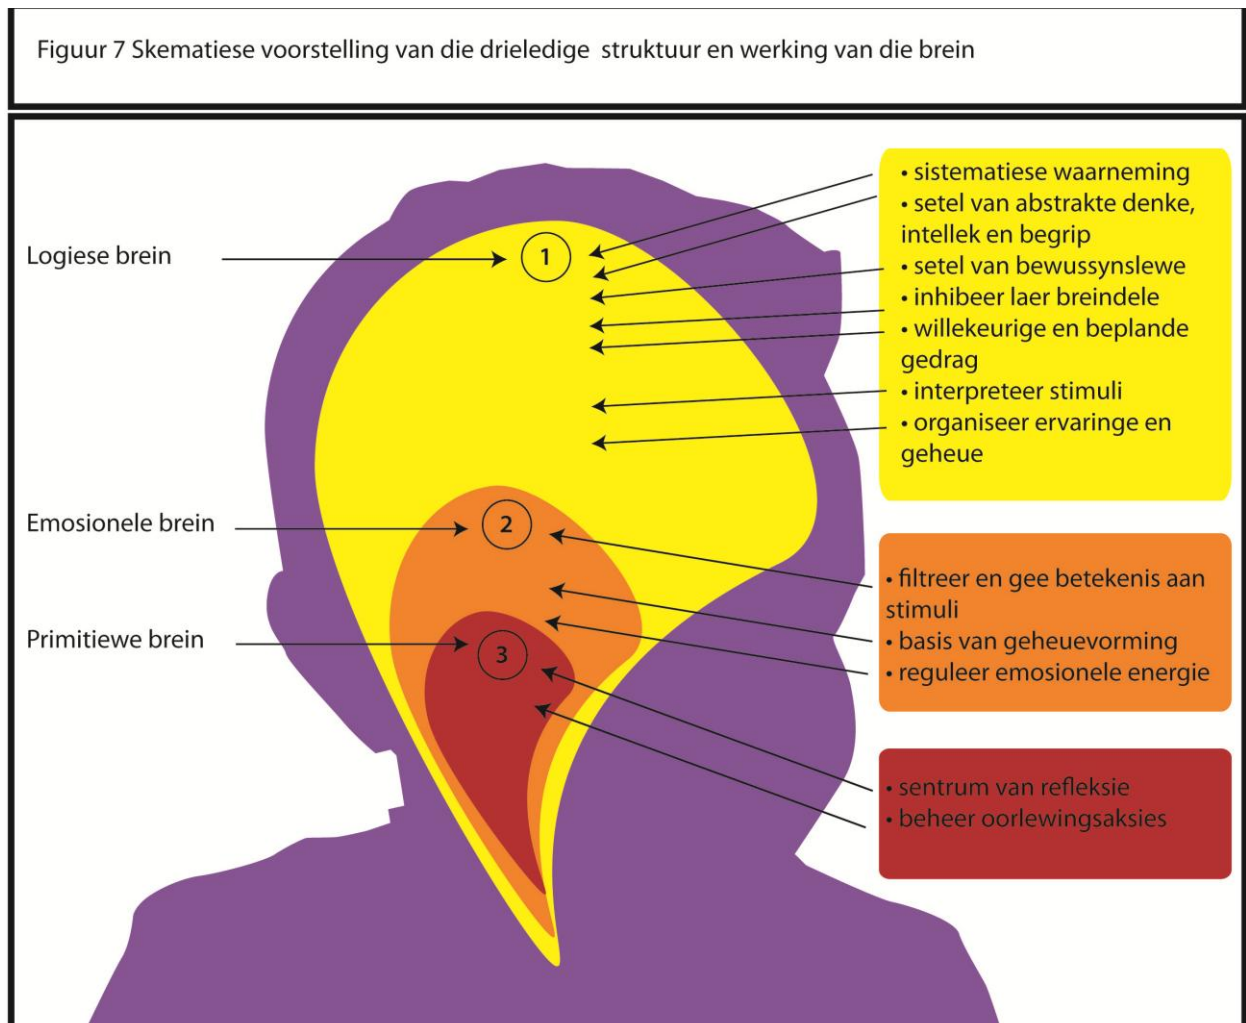 Figuur 7 Skematiese voorstelling van die drieledige struktuur en werking van die brein
Logiese brein
1
• sistematiese waarneming
• setel van abstrakte denke,
intellek en begrip
• setel van bewussynslewe
• inhibeer laer breindele
• willekeurige en beplande
gedrag
• interpreteer stimuli
• organiseer ervaringe en
geheue
Emosionele brein
2
• filtreer en gee betekenis aan
stimuli
• basis van geheuevorming
• reguleer emosionele energie
Primitiewe brein
3
• sentrum van refleksie
• beheer oorlewingsaksies